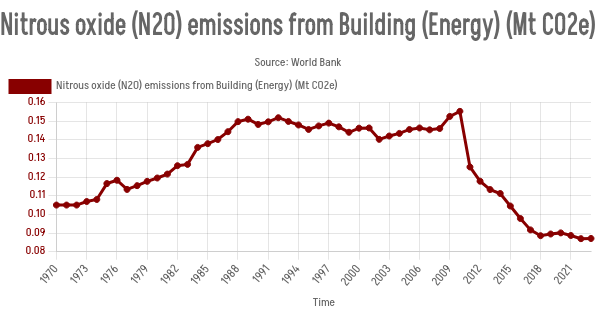 Nitrous oxide (N2O) emissions from Building (Energy) (Mt CO2e)
Source: World Bank
Nitrous oxide (N2O) emissions from Building (Energy) (Mt CO2e)
0.16
0.15
0.14
0.13
0.12
0.11
0.10
0.09
0.08
1970 1973 1976 1979 1982 1985 1988 1991 1994 1997 2000 2003 2006 2009 2012 2015 2018 2021
Time